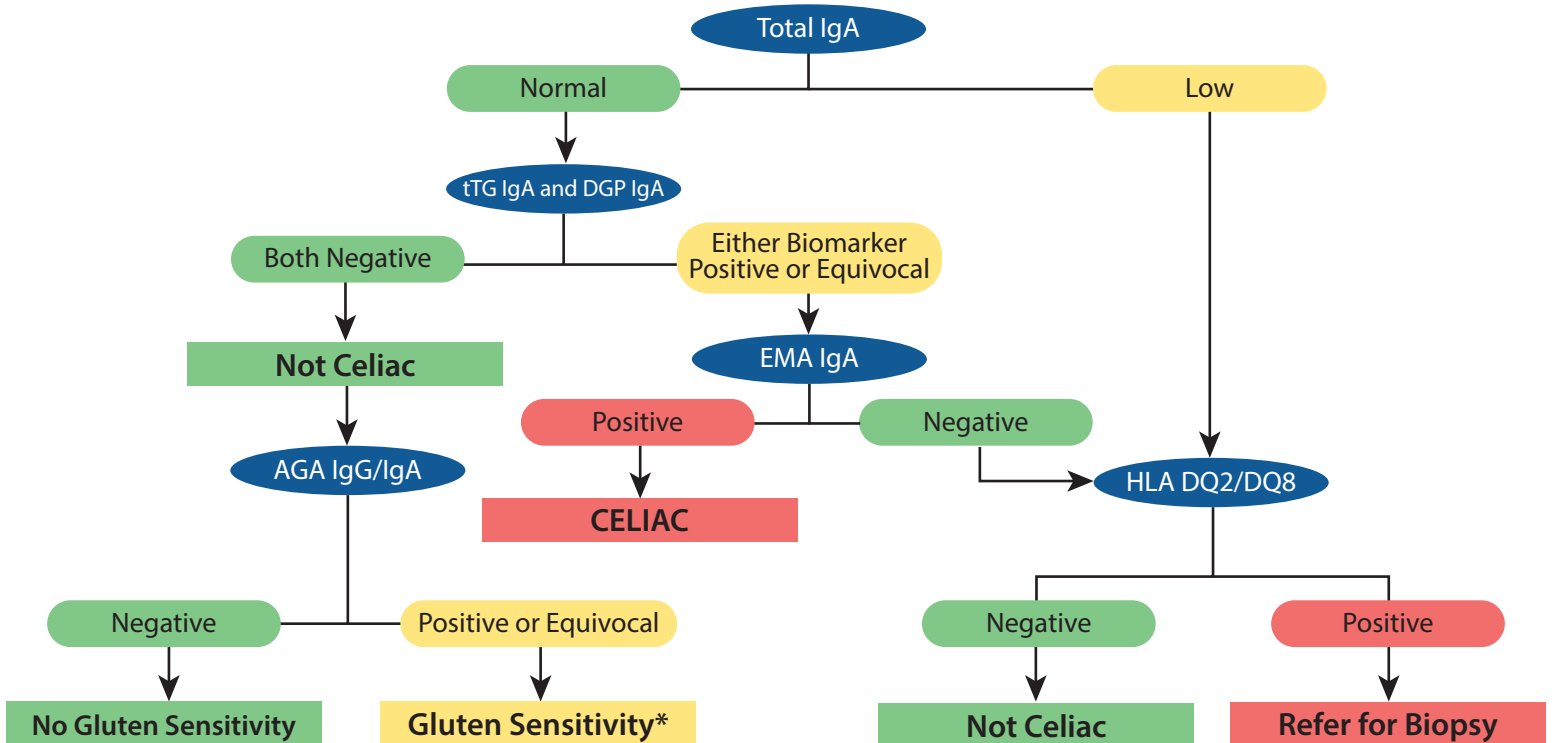 Total IgA
Normal
Low
tTG IgA and DGP IgA
Both Negative
Either Biomarker
Positive or Equivocal
Not Celiac
EMA IgA
Positive
Negative
AGA IgG/IgA
HLA DQ2/DQ8
CELIAC
Negative
Positive or Equivocal
Negative
Positive
No Gluten Sensitivity
Gluten Sensitivity*
Not Celiac
Refer for Biopsy